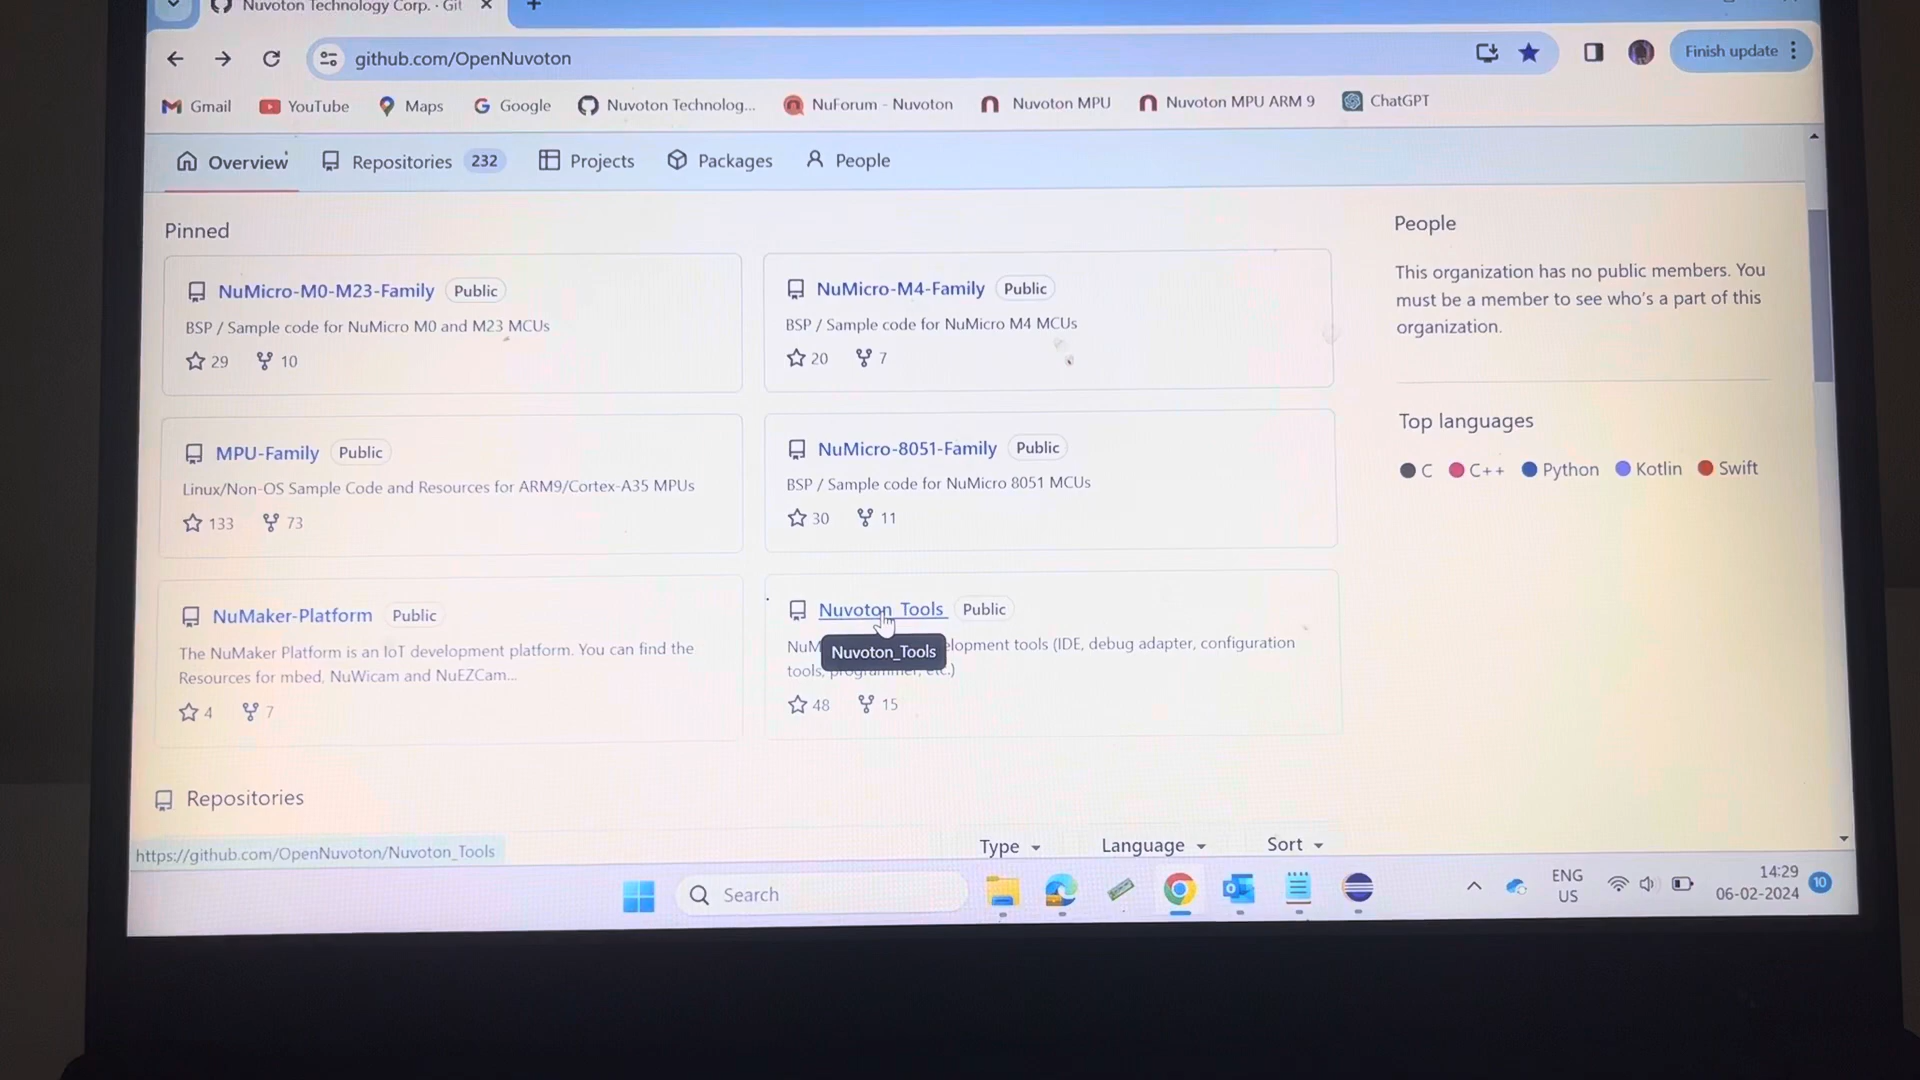 Nuvoton Technology Corp. · Git
github.com/OpenNuvoton
Finish update
Gmail YouTube Maps Google Nuvoton Technolog... NuForum - Nuvoton Nuvoton MPU Nuvoton MPU ARM 9 ChatGPT
Overview Repositories 232 Projects Packages People
Pinned
NuMicro-M0-M23-Family Public
BSP / Sample code for NuMicro M0 and M23 MCUs
29 10
NuMicro-M4-Family Public
BSP / Sample code for NuMicro M4 MCUs
20 7
MPU-Family Public
Linux/Non-OS Sample Code and Resources for ARM9/Cortex-A35 MPUs
133 73
NuMicro-8051-Family Public
BSP / Sample code for NuMicro 8051 MCUs
30 11
NuMaker-Platform Public
The NuMaker Platform is an IoT development platform. You can find the
Resources for mbed, NuWicam and NuEZCam...
4 7
Nuvoton_Tools Public
NuM lopment tools (IDE, debug adapter, configuration
Nuvoton_Tools
tools, programmer, etc.)
48 15
People
This organization has no public members. You
must be a member to see who's a part of this
organization.
Top languages
C C++ Python Kotlin Swift
Repositories
Type Language Sort
https://github.com/OpenNuvoton/Nuvoton_Tools
Search
ENG
US
14:29
06-02-2024
10